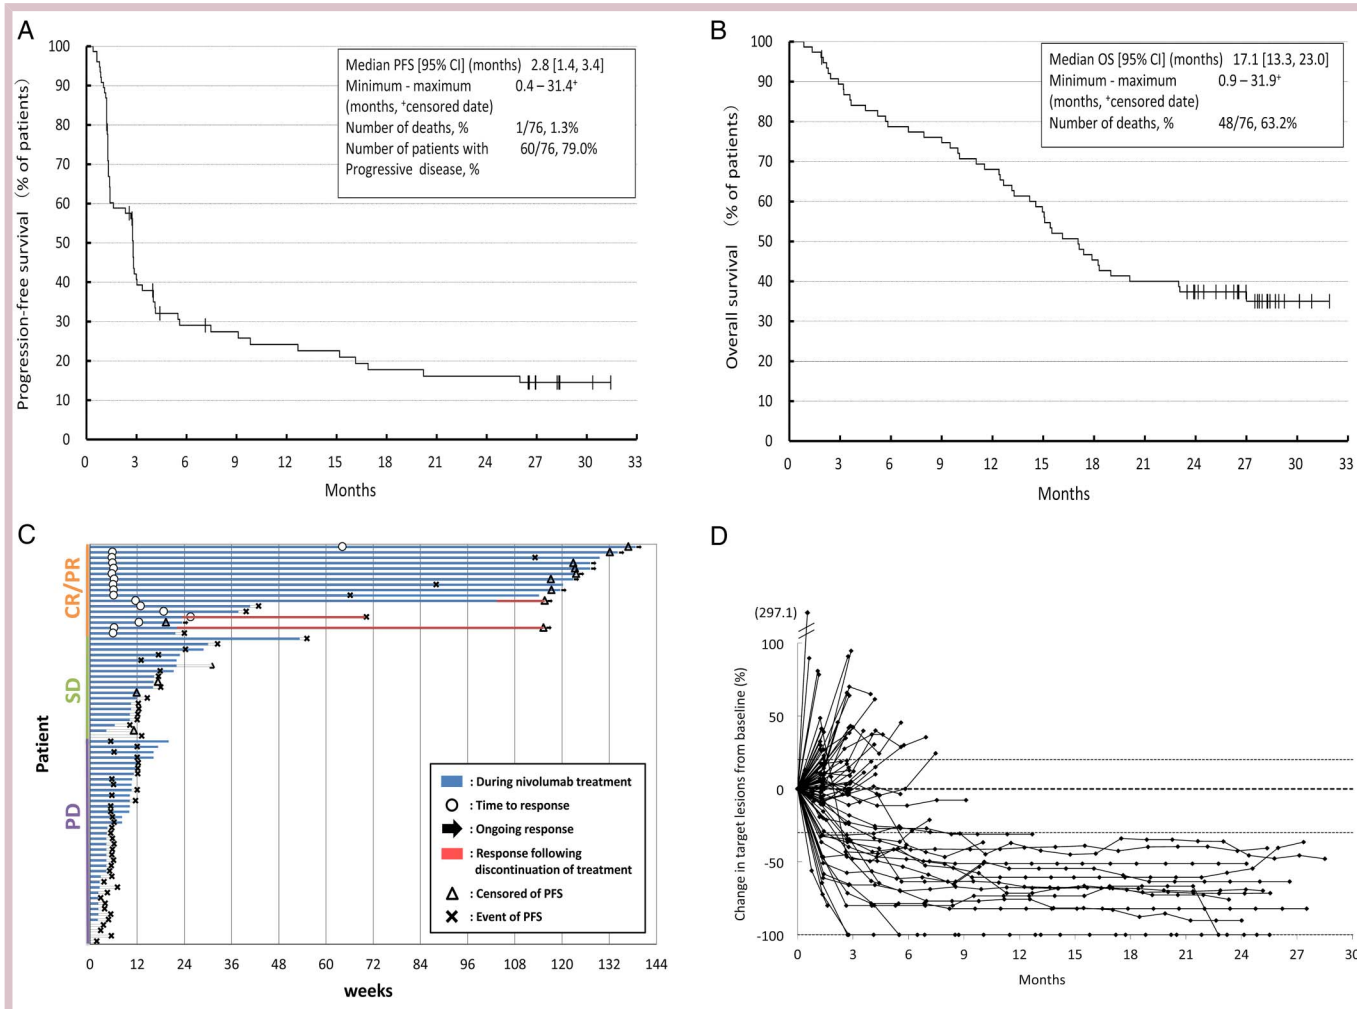 A
Progression-free survival （% of patients)
100
90
80
70
60
50
40
30
20
10
0
0 3 6 9 12 15 18 21 24 27 30 33
Months
Median PFS [95% CI] (months) 2.8 [1.4, 3.4]
Minimum - maximum 0.4 – 31.4+
(months, +censored date)
Number of deaths, % 1/76, 1.3%
Number of patients with 60/76, 79.0%
Progressive disease, %
B
Overall survival （% of patients)
100
90
80
70
60
50
40
30
20
10
0
0 3 6 9 12 15 18 21 24 27 30 33
Months
Median OS [95% CI] (months) 17.1 [13.3, 23.0]
Minimum - maximum 0.9 – 31.9+
(months, +censored date)
Number of deaths, % 48/76, 63.2%
C
Patient
CR/PR
SD
PD
: During nivolumab treatment
: Time to response
: Ongoing response
: Response following
discontinuation of treatment
: Censored of PFS
: Event of PFS
0 12 24 36 48 60 72 84 96 108 120 132 144
weeks
D
Change in target lesions from baseline (%)
(297.1)
100
50
0
-50
-100
0 3 6 9 12 15 18 21 24 27 30
Months